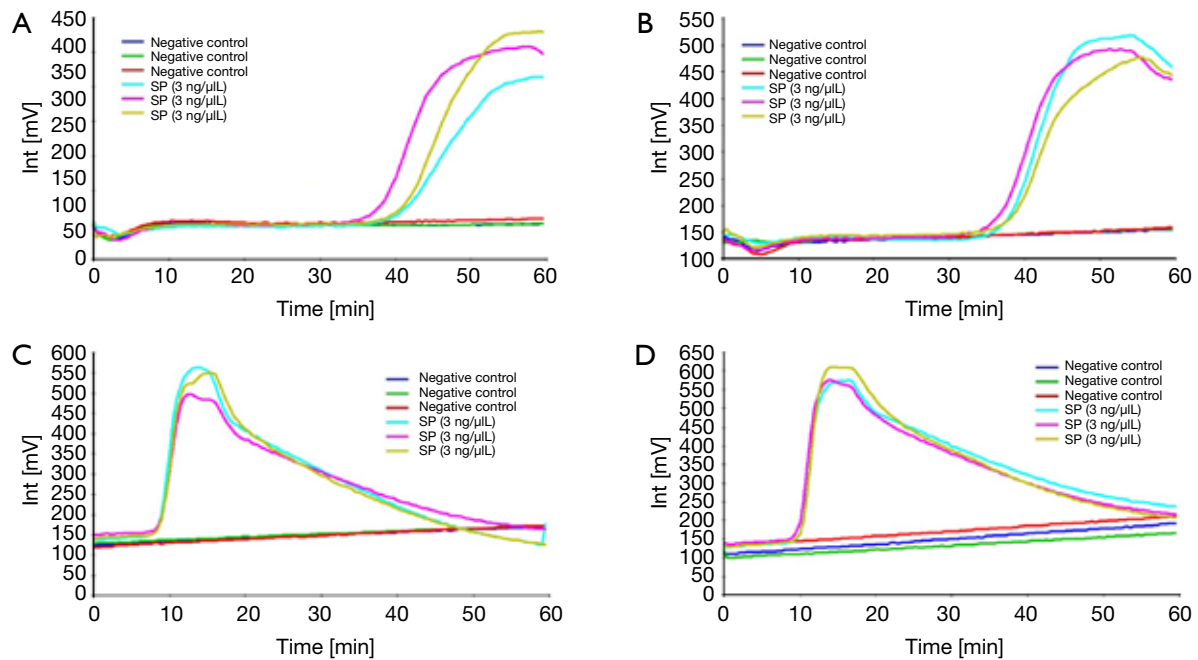 A
450
400
350
300
250
200
150
100
50
0
Int [mV]
Negative control
Negative control
Negative control
SP (3 ng/µlL)
SP (3 ng/µlL)
SP (3 ng/µlL)
0 10 20 30 40 50 60
Time [min]
B
550
500
450
400
350
300
250
200
150
100
Int [mV]
Negative control
Negative control
Negative control
SP (3 ng/µlL)
SP (3 ng/µlL)
SP (3 ng/µlL)
0 10 20 30 40 50 60
Time [min]
C
600
550
500
450
400
350
300
250
200
150
100
50
0
Int [mV]
Negative control
Negative control
Negative control
SP (3 ng/µlL)
SP (3 ng/µlL)
SP (3 ng/µlL)
0 10 20 30 40 50 60
Time [min]
D
650
600
550
500
450
400
350
300
250
200
150
100
50
0
Int [mV]
Negative control
Negative control
Negative control
SP (3 ng/µlL)
SP (3 ng/µlL)
SP (3 ng/µlL)
0 10 20 30 40 50 60
Time [min]